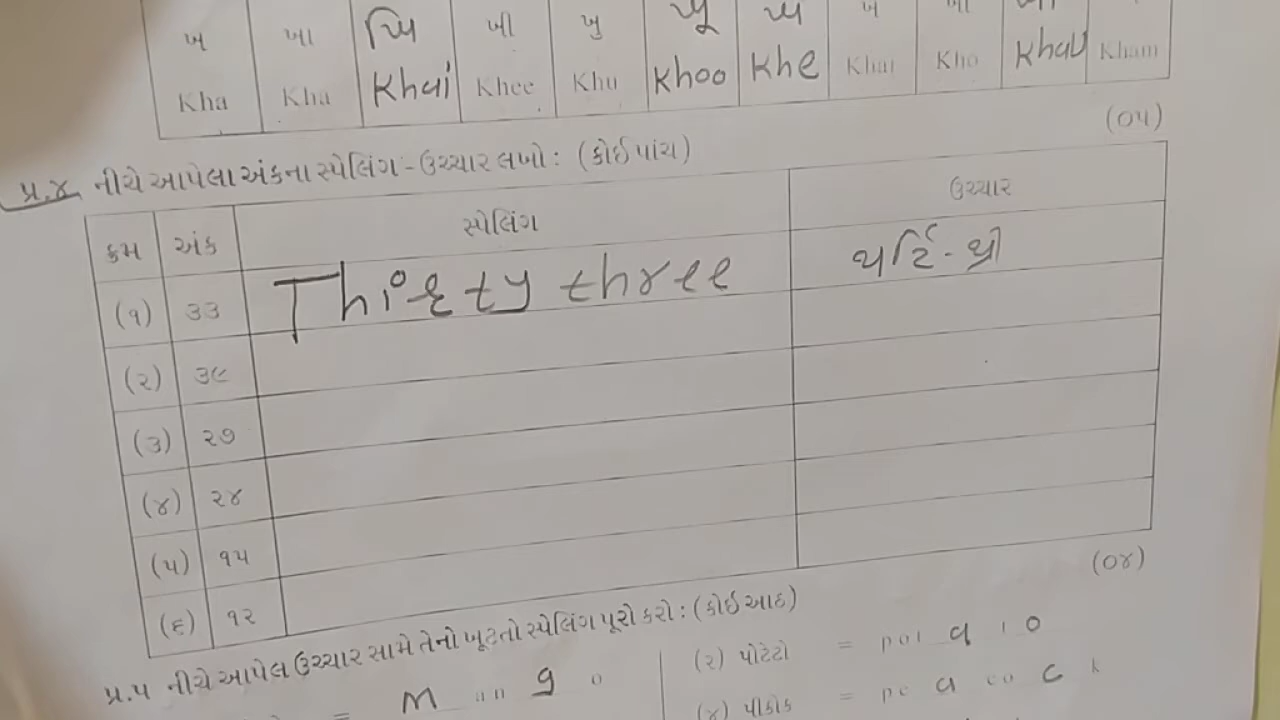 ખ ખા ખિ ખી ખુ ખૂ ખે ખ
Kha Kha Khai Khee Khu Khoo Khe Khai Kho Khau Kham
(૦૫)
પ્ર.૪ નીચે આપેલા અંકના સ્પેલિંગ - ઉચ્ચાર લખો : (કોઈ પાંચ)
ક્રમ અંક સ્પેલિંગ ઉચ્ચાર
(૧) ૩૩ Thirty three થર્ટિ - થ્રી
(૨) ૩૯
(૩) ૨૭
(૪) ૨૪
(૫) ૧૫
(૬) ૧૨
(૦૪)
પ્ર.૫ નીચે આપેલ ઉચ્ચાર સામે તેનો ખૂટતો સ્પેલિંગ પૂરો કરો : (કોઈ આઠ)
= m an g o
(૨) પોટેટો = pot a t o
(૪) પીકોક = pe a co c k